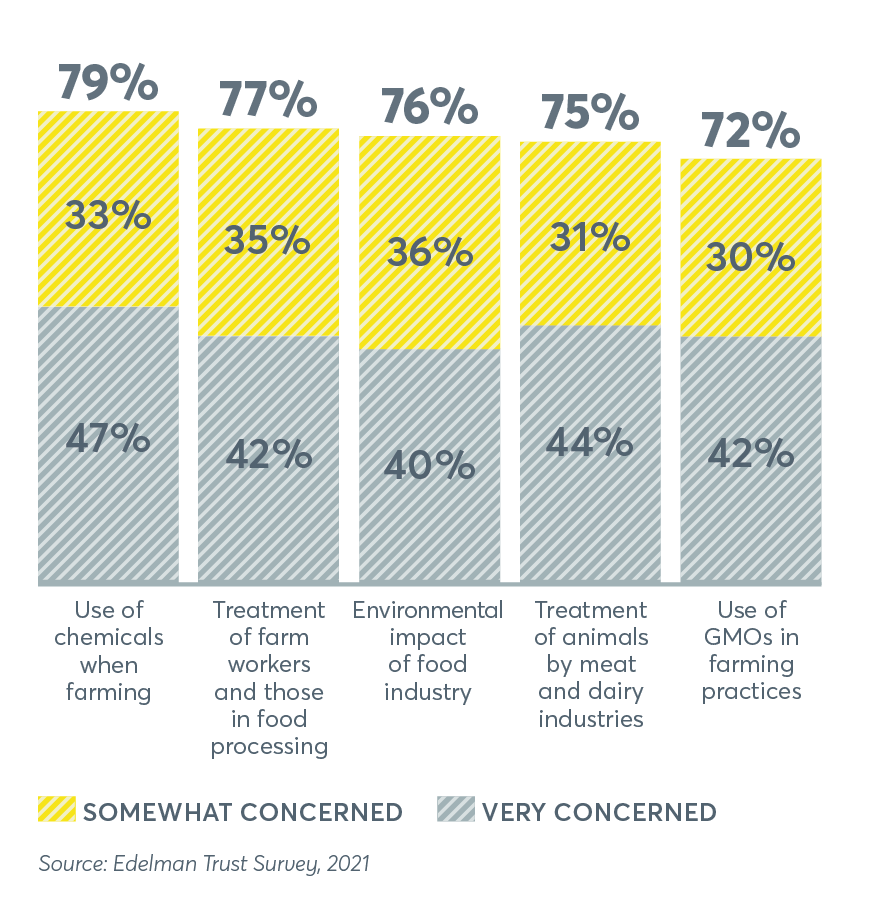 79%
77%
76%
75%
72%
33%
35%
36%
31%
30%
47%
42%
40%
44%
42%
Use of
chemicals
when
farming
Treatment
of farm
workers
and those
in food
processing
Environmental
impact
of food
industry
Treatment
of animals
by meat
and dairy
industries
Use of
GMOs in
farming
practices
SOMEWHAT CONCERNED
VERY CONCERNED
Source: Edelman Trust Survey, 2021